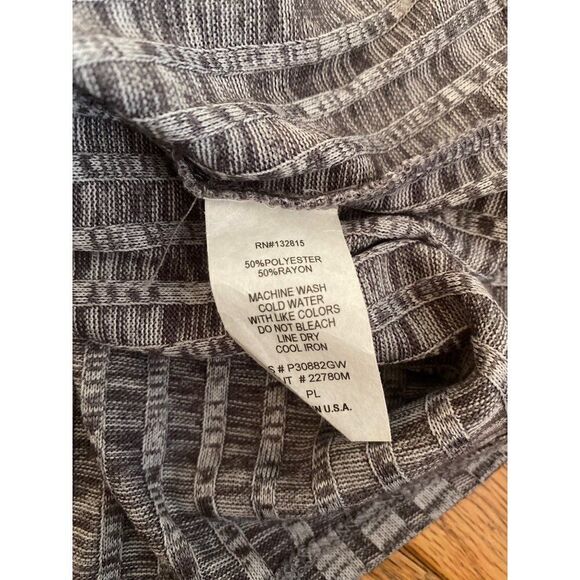 RN#132815
50%POLYESTER
50%RAYON
MACHINE WASH
COLD WATER
WITH LIKE COLORS
DO NOT BLEACH
LINE DRY
COOL IRON
S # P30882GW
# 22780M
PL
N U.S.A.